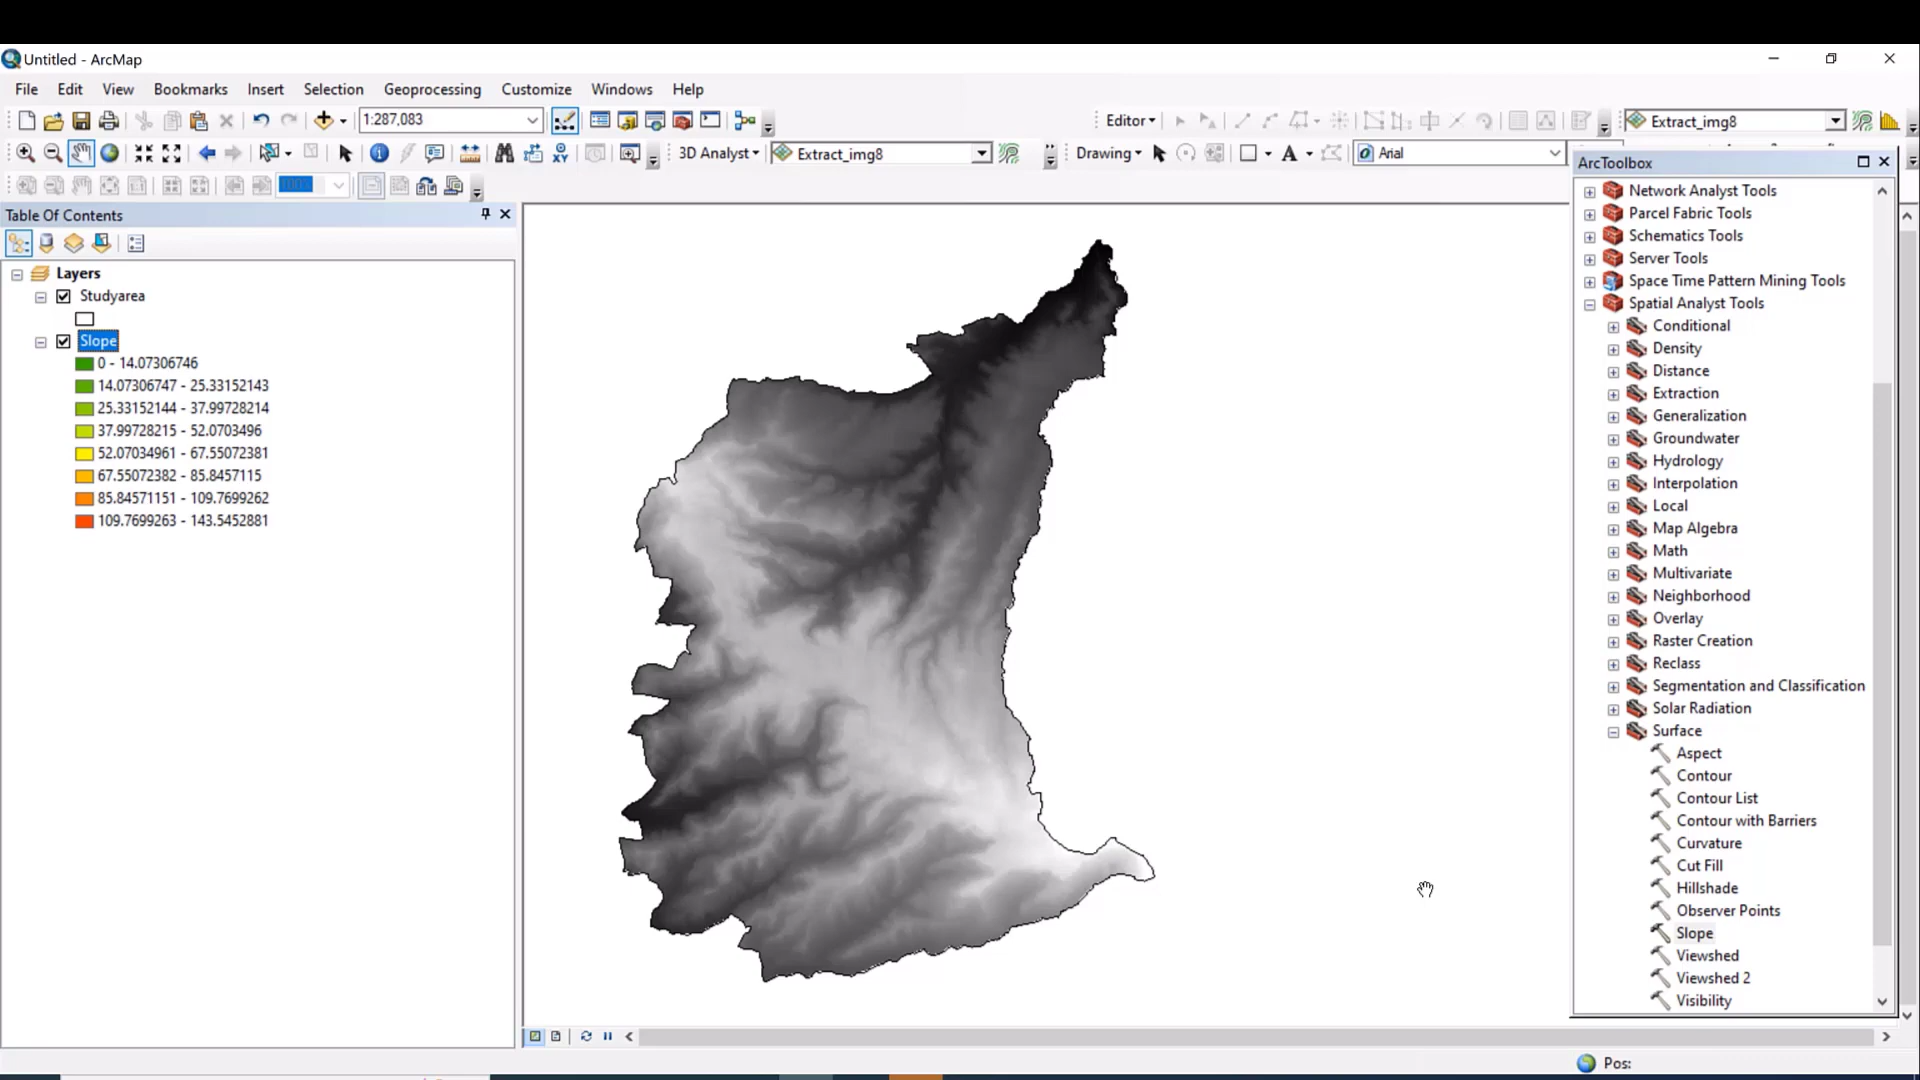 Untitled - ArcMap
File Edit View Bookmarks Insert Selection Geoprocessing Customize Windows Help
1:287,083
Editor
Extract_img8
3D Analyst
Extract_img8
Drawing
A
Arial
ArcToolbox
100%
Table Of Contents
Layers
Studyarea
Slope
0 - 14.07306746
14.07306747 - 25.33152143
25.33152144 - 37.99728214
37.99728215 - 52.0703496
52.07034961 - 67.55072381
67.55072382 - 85.8457115
85.84571151 - 109.7699262
109.7699263 - 143.5452881
Network Analyst Tools
Parcel Fabric Tools
Schematics Tools
Server Tools
Space Time Pattern Mining Tools
Spatial Analyst Tools
Conditional
Density
Distance
Extraction
Generalization
Groundwater
Hydrology
Interpolation
Local
Map Algebra
Math
Multivariate
Neighborhood
Overlay
Raster Creation
Reclass
Segmentation and Classification
Solar Radiation
Surface
Aspect
Contour
Contour List
Contour with Barriers
Curvature
Cut Fill
Hillshade
Observer Points
Slope
Viewshed
Viewshed 2
Visibility
Pos: